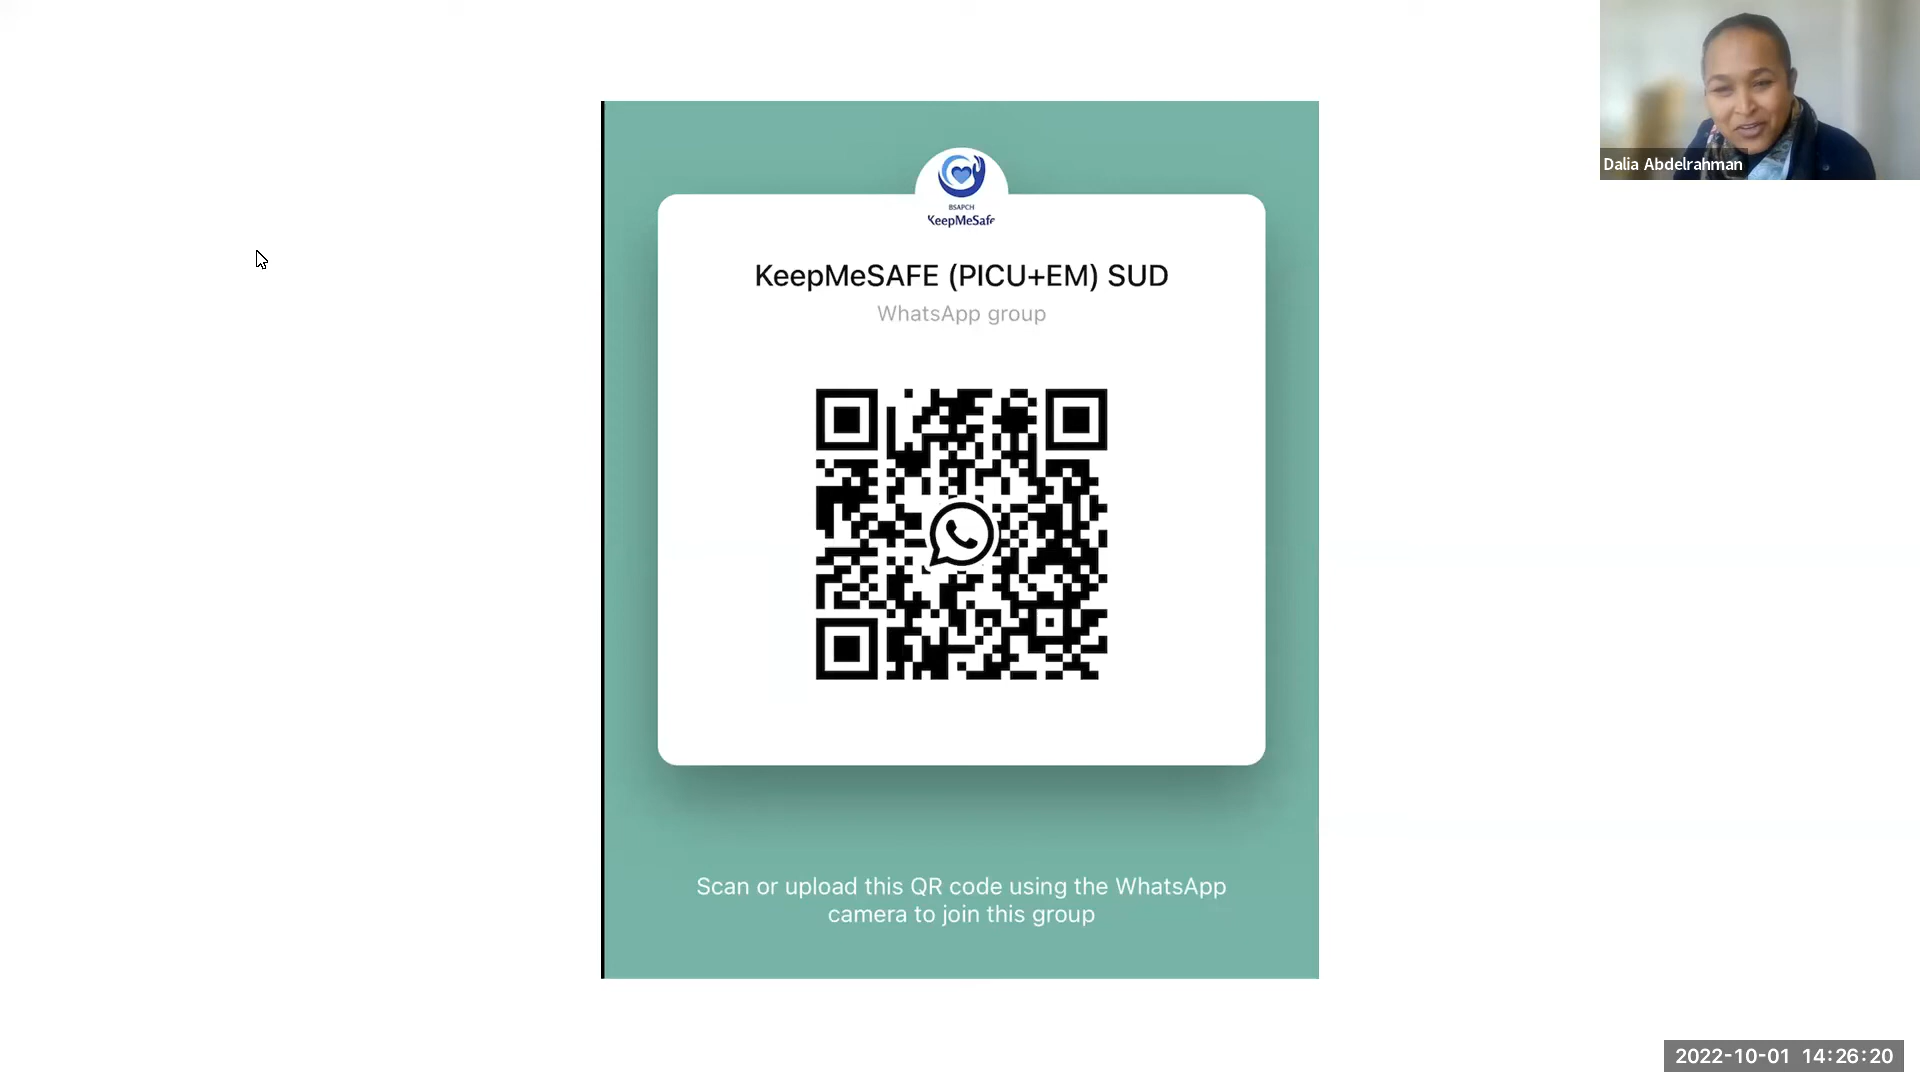 Dalia Abdelrahman
BSAPCH
KeepMeSafe
KeepMeSAFE (PICU+EM) SUD
WhatsApp group
Scan or upload this QR code using the WhatsApp
camera to join this group
2022-10-01 14:26:20